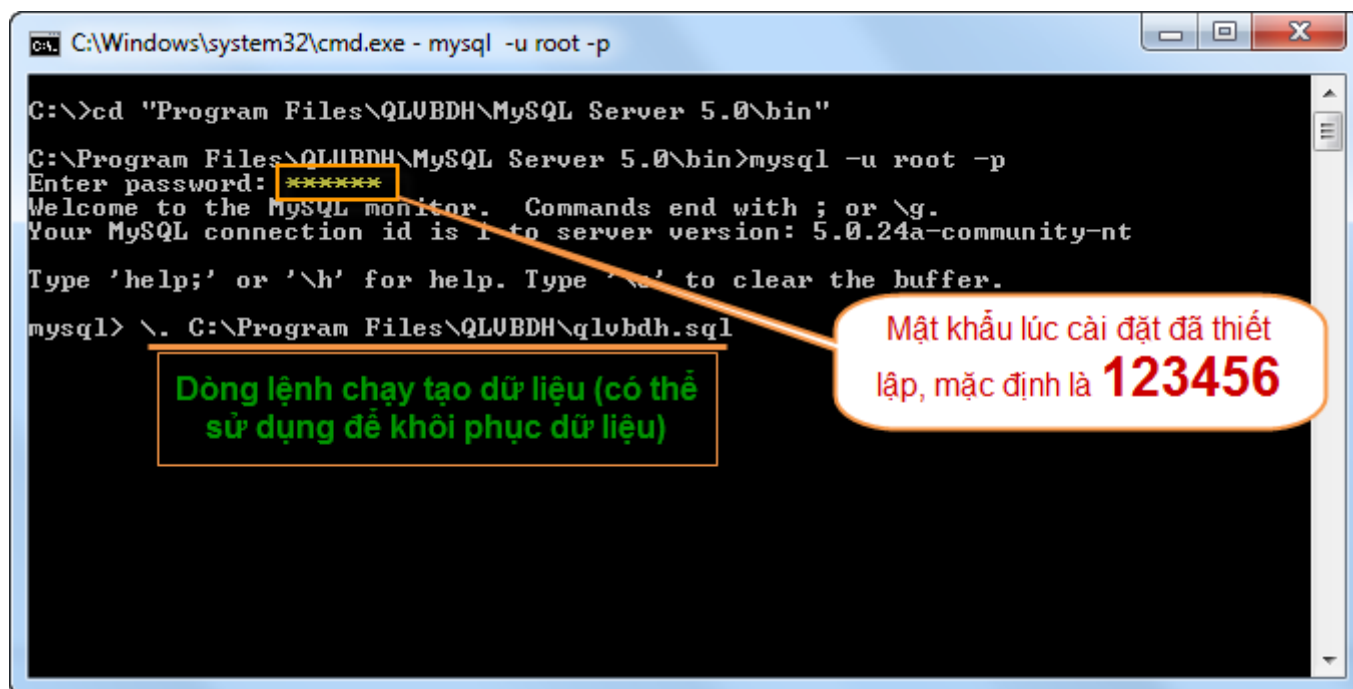 C:\Windows\system32\cmd.exe - mysql -u root -p
C:\>cd "Program Files\QLVBDH\MySQL Server 5.0\bin"
C:\Program Files\QLVBDH\MySQL Server 5.0\bin>mysql -u root -p
Enter password: ******
Welcome to the MySQL monitor. Commands end with ; or \g.
Your MySQL connection id is 1 to server version: 5.0.24a-community-nt
Type 'help;' or '\h' for help. Type '\c' to clear the buffer.
mysql> \. C:\Program Files\QLVBDH\qlvbdh.sql
Mật khẩu lúc cài đặt đã thiết
lập, mặc định là 123456
Dòng lệnh chạy tạo dữ liệu (có thể
sử dụng để khôi phục dữ liệu)